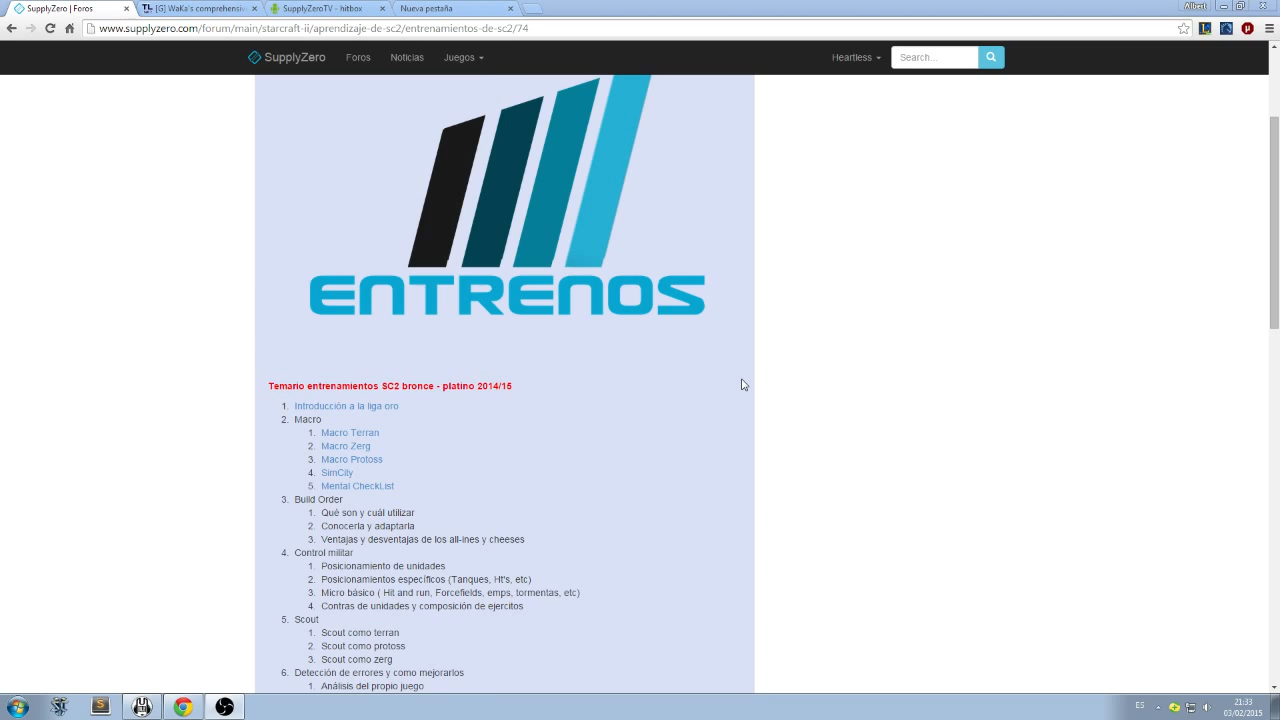 SupplyZero | Foros
[G] WaKa's comprehensiv
SupplyZeroTV - hitbox
Nueva pestaña
Albert
www.supplyzero.com/forum/main/starcraft-ii/aprendizaje-de-sc2/entrenamientos-de-sc2/74
SupplyZero
Foros
Noticias
Juegos
Heartless
Search...
ENTRENOS
Temario entrenamientos SC2 bronce - platino 2014/15
1. Introducción a la liga oro
2. Macro
1. Macro Terran
2. Macro Zerg
3. Macro Protoss
4. SimCity
5. Mental CheckList
3. Build Order
1. Qué son y cuál utilizar
2. Conocerla y adaptarla
3. Ventajas y desventajas de los all-ines y cheeses
4. Control militar
1. Posicionamiento de unidades
2. Posicionamientos específicos (Tanques, Ht's, etc)
3. Micro básico ( Hit and run, Forcefields, emps, tormentas, etc)
4. Contras de unidades y composición de ejercitos
5. Scout
1. Scout como terran
2. Scout como protoss
3. Scout como zerg
6. Detección de errores y como mejorarlos
1. Análisis del propio juego
ES
21:33
03/02/2015